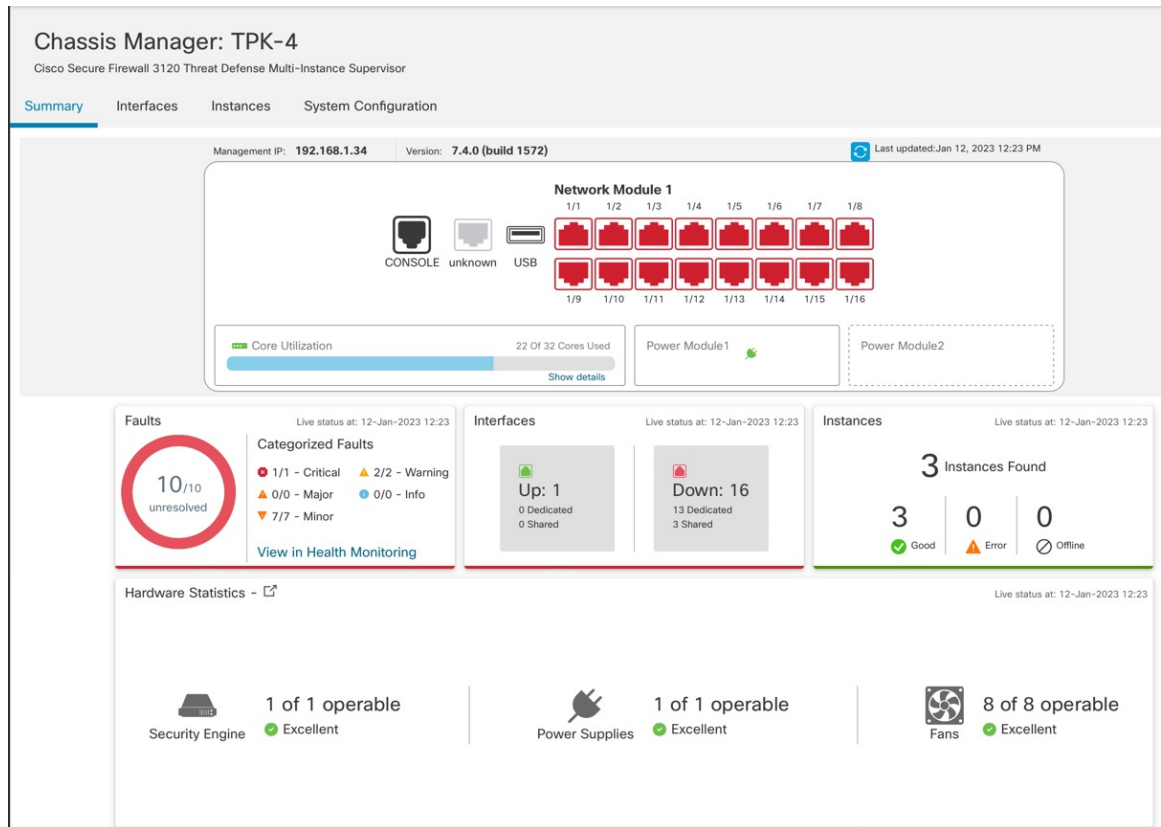 Chassis Manager: TPK-4
Cisco Secure Firewall 3120 Threat Defense Multi-Instance Supervisor
Summary Interfaces Instances System Configuration
Management IP: 192.168.1.34 Version: 7.4.0 (build 1572) Last updated:Jan 12, 2023 12:23 PM
Network Module 1
1/1 1/2 1/3 1/4 1/5 1/6 1/7 1/8
CONSOLE unknown USB
1/9 1/10 1/11 1/12 1/13 1/14 1/15 1/16
Core Utilization 22 Of 32 Cores Used
Show details
Power Module1
Power Module2
Faults Live status at: 12-Jan-2023 12:23
10/10
unresolved
Categorized Faults
1/1 - Critical 2/2 - Warning
0/0 - Major 0/0 - Info
7/7 - Minor
View in Health Monitoring
Interfaces Live status at: 12-Jan-2023 12:23
Up: 1
0 Dedicated
0 Shared
Down: 16
13 Dedicated
3 Shared
Instances Live status at: 12-Jan-2023 12:23
3 Instances Found
3 0 0
Good Error Offline
Hardware Statistics - Live status at: 12-Jan-2023 12:23
Security Engine
1 of 1 operable
Excellent
Power Supplies
1 of 1 operable
Excellent
Fans
8 of 8 operable
Excellent